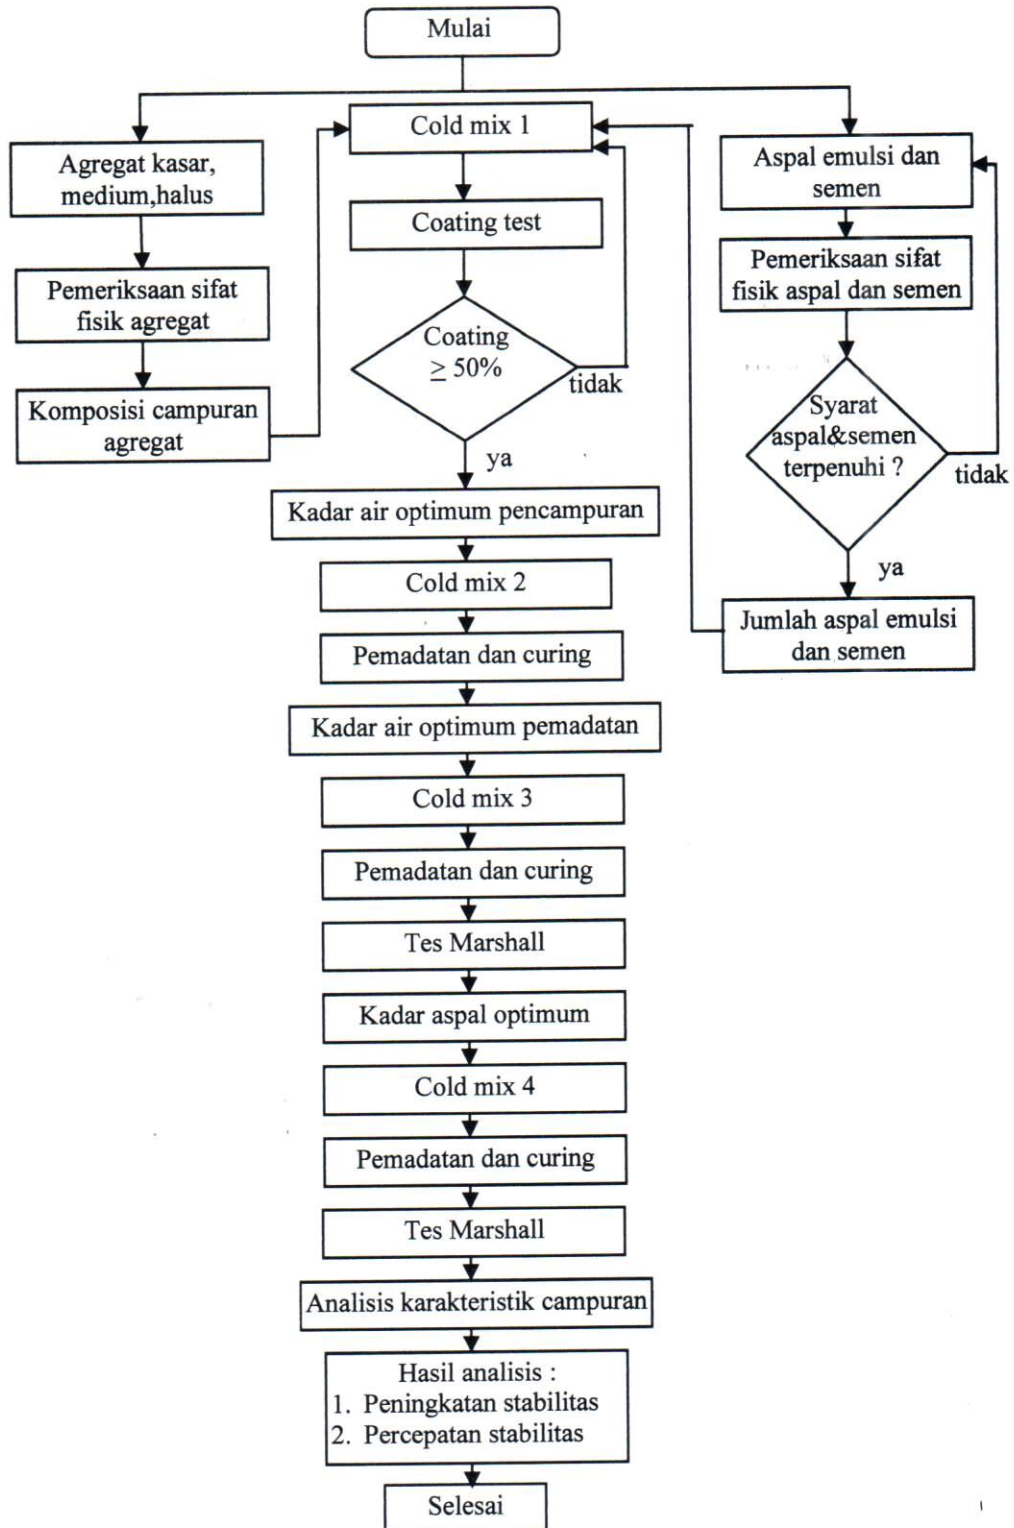 Mulai
Agregat kasar,
medium,halus
Pemeriksaan sifat
fisik agregat
Komposisi campuran
agregat
Cold mix 1
Coating test
Coating
≥ 50%
tidak
ya
Aspal emulsi dan
semen
Pemeriksaan sifat
fisik aspal dan semen
Syarat
aspal&semen
terpenuhi ?
tidak
ya
Jumlah aspal emulsi
dan semen
Kadar air optimum pencampuran
Cold mix 2
Pemadatan dan curing
Kadar air optimum pemadatan
Cold mix 3
Pemadatan dan curing
Tes Marshall
Kadar aspal optimum
Cold mix 4
Pemadatan dan curing
Tes Marshall
Analisis karakteristik campuran
Hasil analisis :
1. Peningkatan stabilitas
2. Percepatan stabilitas
Selesai